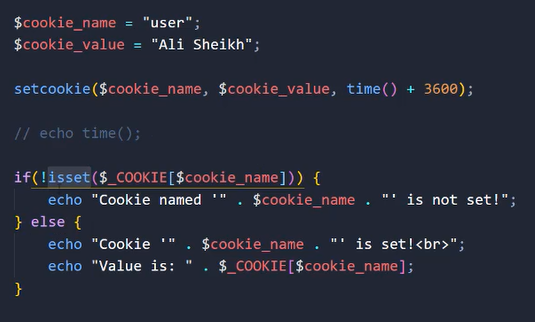 $cookie_name = "user";
$cookie_value = "Ali Sheikh";
setcookie($cookie_name, $cookie_value, time() + 3600);
// echo time();
if(!isset($_COOKIE[$cookie_name])) {
echo "Cookie named '" . $cookie_name . "' is not set!";
} else {
echo "Cookie '" . $cookie_name . "' is set!<br>";
echo "Value is: " . $_COOKIE[$cookie_name];
}